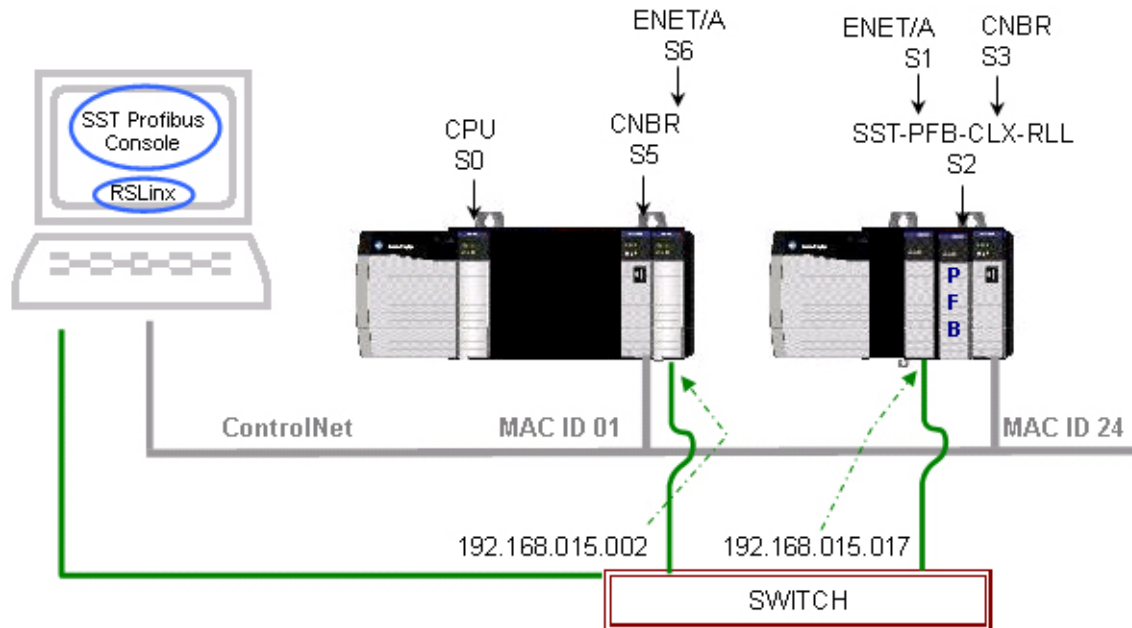 ENET/A
S6
ENET/A
S1
CNBR
S3
SST Profibus
Console
RSLinx
CPU
S0
CNBR
S5
SST-PFB-CLX-RLL
S2
P
F
B
ControlNet
MAC ID 01
MAC ID 24
192.168.015.002
192.168.015.017
SWITCH